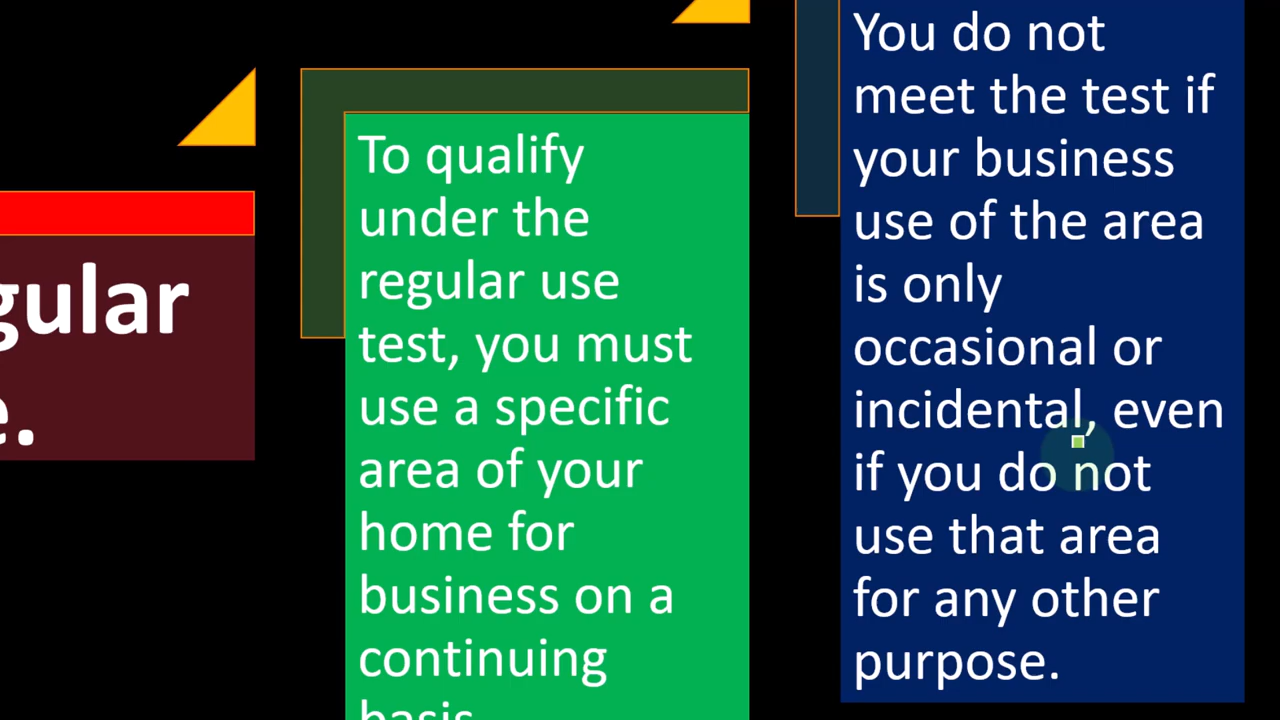 gular
e.
To qualify
under the
regular use
test, you must
use a specific
area of your
home for
business on a
continuing
basis
You do not
meet the test if
your business
use of the area
is only
occasional or
incidental, even
if you do not
use that area
for any other
purpose.